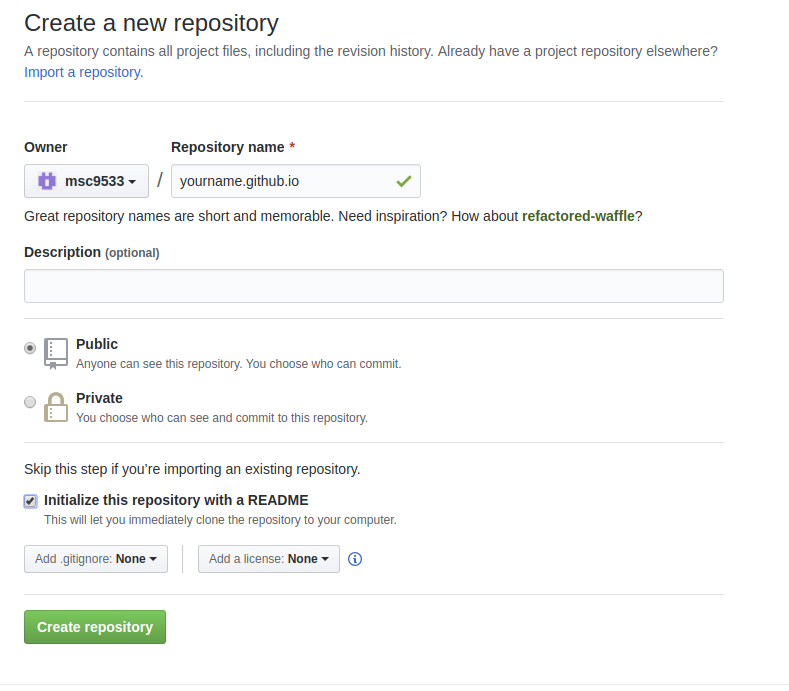 Create a new repository
A repository contains all project files, including the revision history. Already have a project repository elsewhere?
Import a repository.
Owner Repository name *
msc9533 / yourname.github.io
Great repository names are short and memorable. Need inspiration? How about refactored-waffle?
Description (optional)
Public
Anyone can see this repository. You choose who can commit.
Private
You choose who can see and commit to this repository.
Skip this step if you’re importing an existing repository.
Initialize this repository with a README
This will let you immediately clone the repository to your computer.
Add .gitignore: None Add a license: None
Create repository